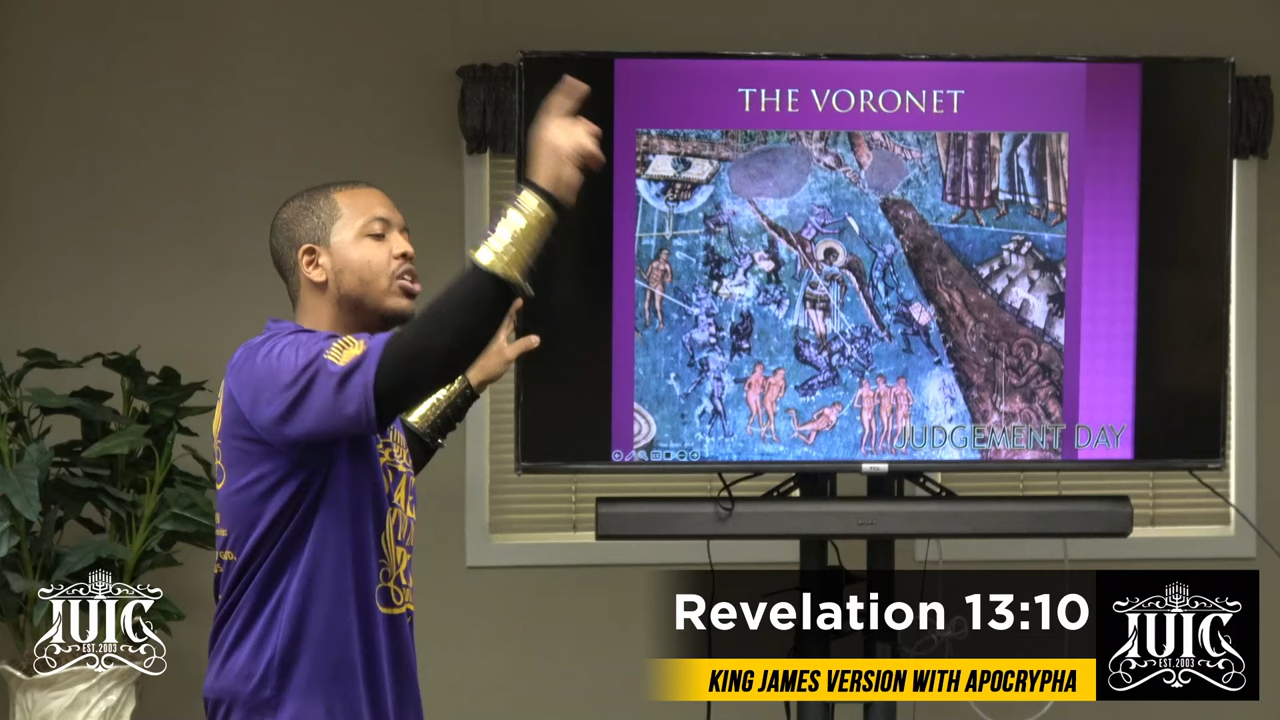 THE VORONET
JUDGEMENT DAY
IUIC
EST. 2003
Revelation 13:10
KING JAMES VERSION WITH APOCRYPHA
IUIC
EST. 2003